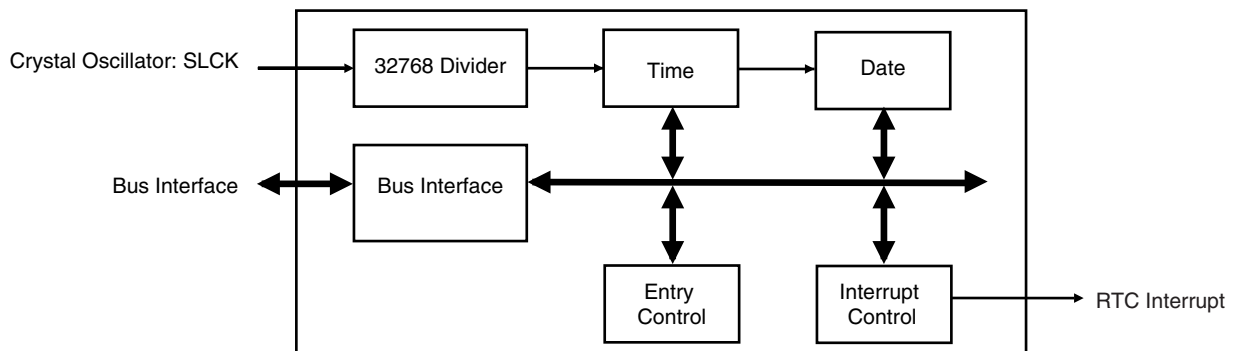 Crystal Oscillator: SLCK
32768 Divider
Time
Date
Bus Interface
Bus Interface
Entry
Control
Interrupt
Control
RTC Interrupt